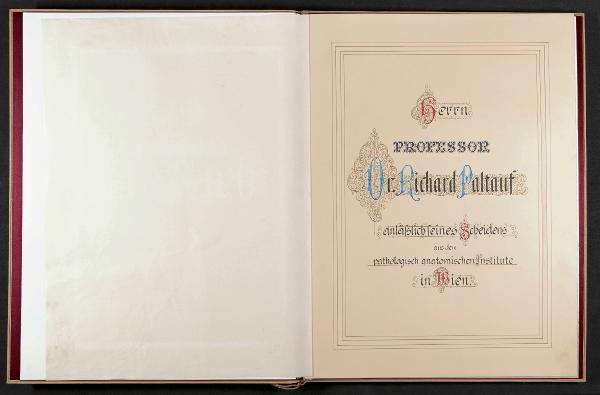 Herrn
PROFESSOR
Dr. Richard Paltauf
anläßlich seines Scheidens
aus dem
pathologisch anatomischen Institute
in Wien.